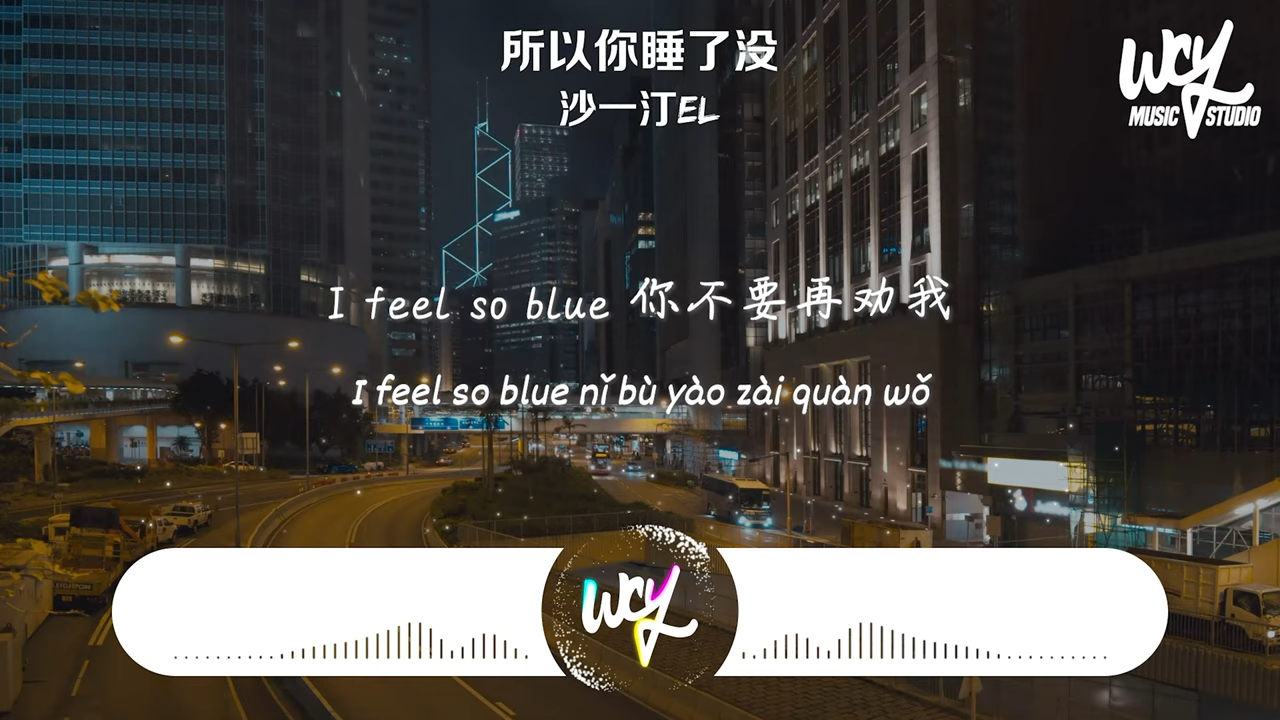 所以你睡了没
沙一汀EL
WCY
MUSIC STUDIO
I feel so blue 你不要再劝我
I feel so blue nǐ bù yào zài quàn wǒ
WCY